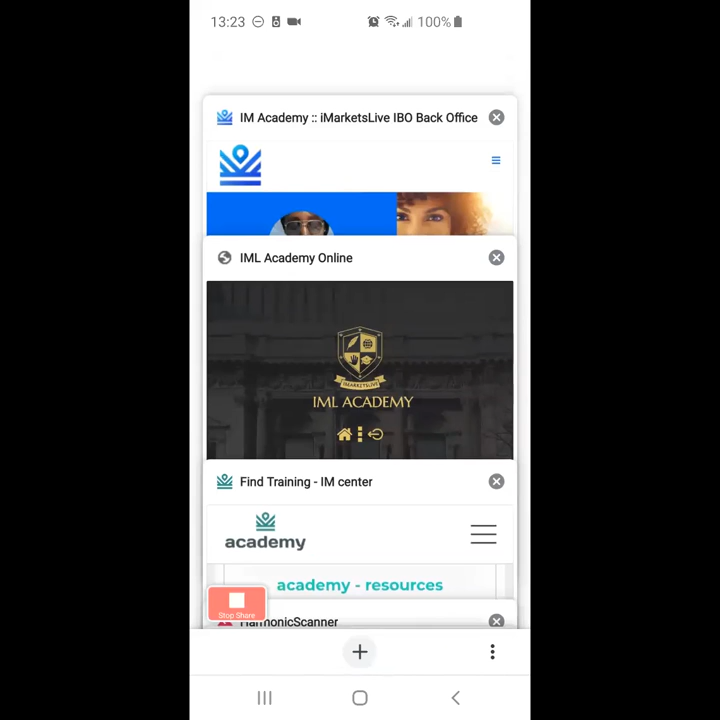 13:23 100%
IM Academy :: iMarketsLive IBO Back Office
IML Academy Online
IMARKETSLIVE
IML ACADEMY
Find Training - IM center
academy
academy - resources
Stop Share
HarmonicScanner